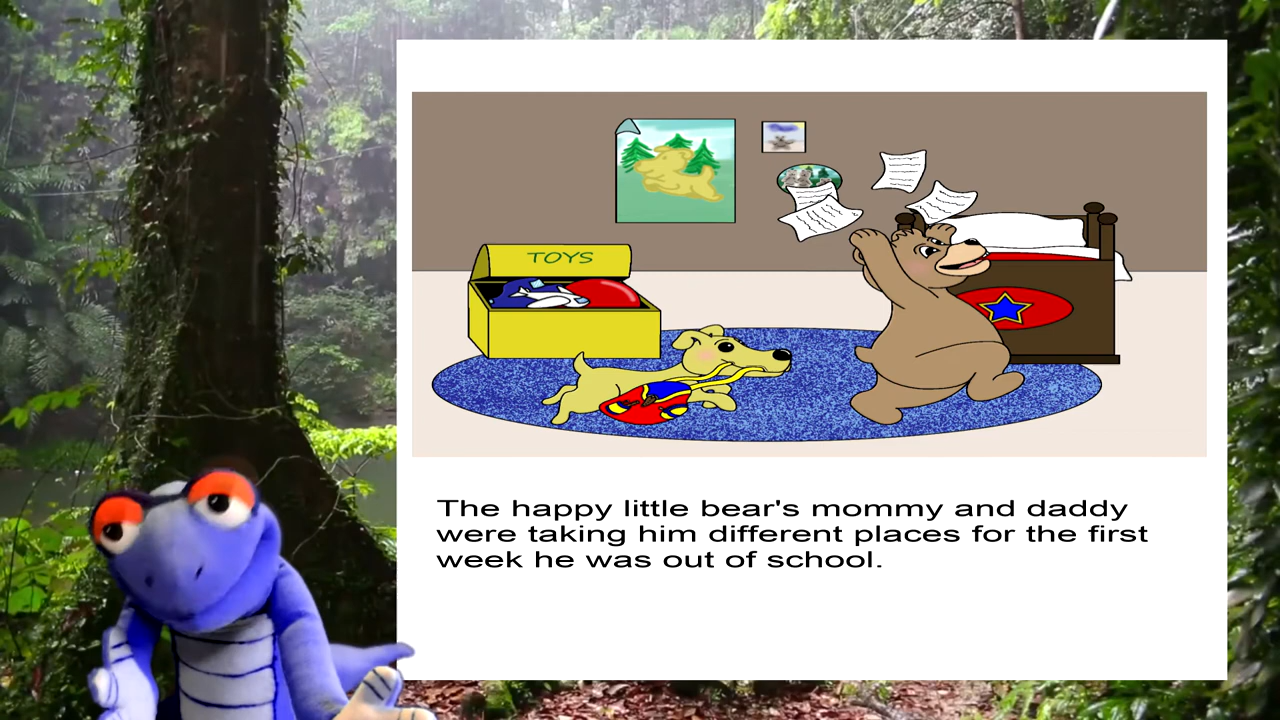 TOYS
The happy little bear's mommy and daddy
were taking him different places for the first
week he was out of school.